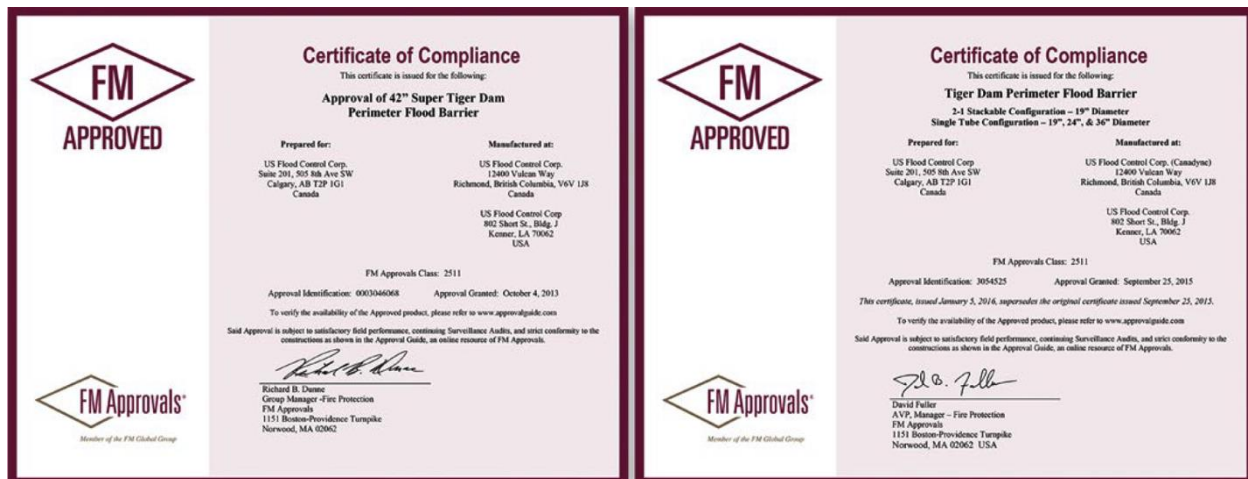 FM
APPROVED
Certificate of Compliance
This certificate is issued for the following:
Approval of 42” Super Tiger Dam
Perimeter Flood Barrier
Prepared for:
US Flood Control Corp.
Suite 201, 505 8th Ave SW
Calgary, AB T2P 1G1
Canada
Manufactured at:
US Flood Control Corp.
12400 Vulcan Way
Richmond, British Columbia, V6V 1J8
Canada
US Flood Control Corp
802 Short St., Bldg. J
Kenner, LA 70062
USA
FM Approvals Class: 2511
Approval Identification: 0003046068 Approval Granted: October 4, 2013
To verify the availability of the Approved product, please refer to www.approvalguide.com
Said Approval is subject to satisfactory field performance, continuing Surveillance Audits, and strict conformity to the
constructions as shown in the Approval Guide, an online resource of FM Approvals.
Richard B. Dunne
Group Manager -Fire Protection
FM Approvals
1151 Boston-Providence Turnpike
Norwood, MA 02062
FM Approvals
Member of the FM Global Group
FM
APPROVED
Certificate of Compliance
This certificate is issued for the following:
Tiger Dam Perimeter Flood Barrier
2-1 Stackable Configuration – 19” Diameter
Single Tube Configuration – 19”, 24”, & 36” Diameter
Prepared for:
US Flood Control Corp
Suite 201, 505 8th Ave SW
Calgary, AB T2P 1G1
Canada
Manufactured at:
US Flood Control Corp. (Canadyne)
12400 Vulcan Way
Richmond, British Columbia, V6V 1J8
Canada
US Flood Control Corp.
802 Short St., Bldg. J
Kenner, LA 70062
USA
FM Approvals Class: 2511
Approval Identification: 3054525 Approval Granted: September 25, 2015
This certificate, issued January 5, 2016, supersedes the original certificate issued September 25, 2015.
To verify the availability of the Approved product, please refer to www.approvalguide.com
Said Approval is subject to satisfactory field performance, continuing Surveillance Audits, and strict conformity to the
constructions as shown in the Approval Guide, an online resource of FM Approvals.
David Fuller
AVP, Manager – Fire Protection
FM Approvals
1151 Boston-Providence Turnpike
Norwood, MA 02062 USA
FM Approvals
Member of the FM Global Group